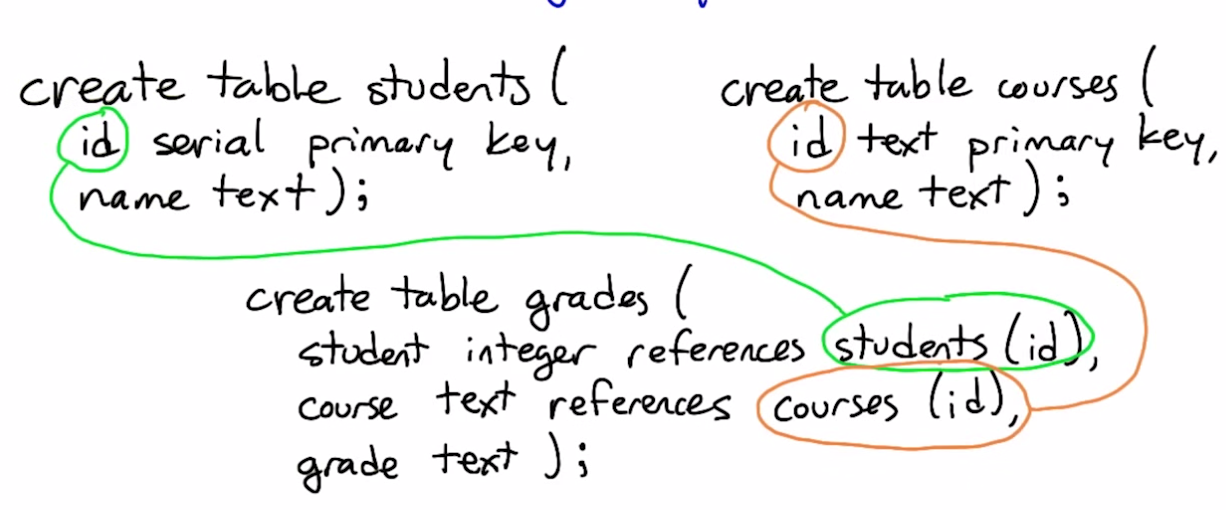 create table students (
id serial primary key,
name text);
create table courses (
id text primary key,
name text);
create table grades (
student integer references students (id),
course text references courses (id),
grade text );